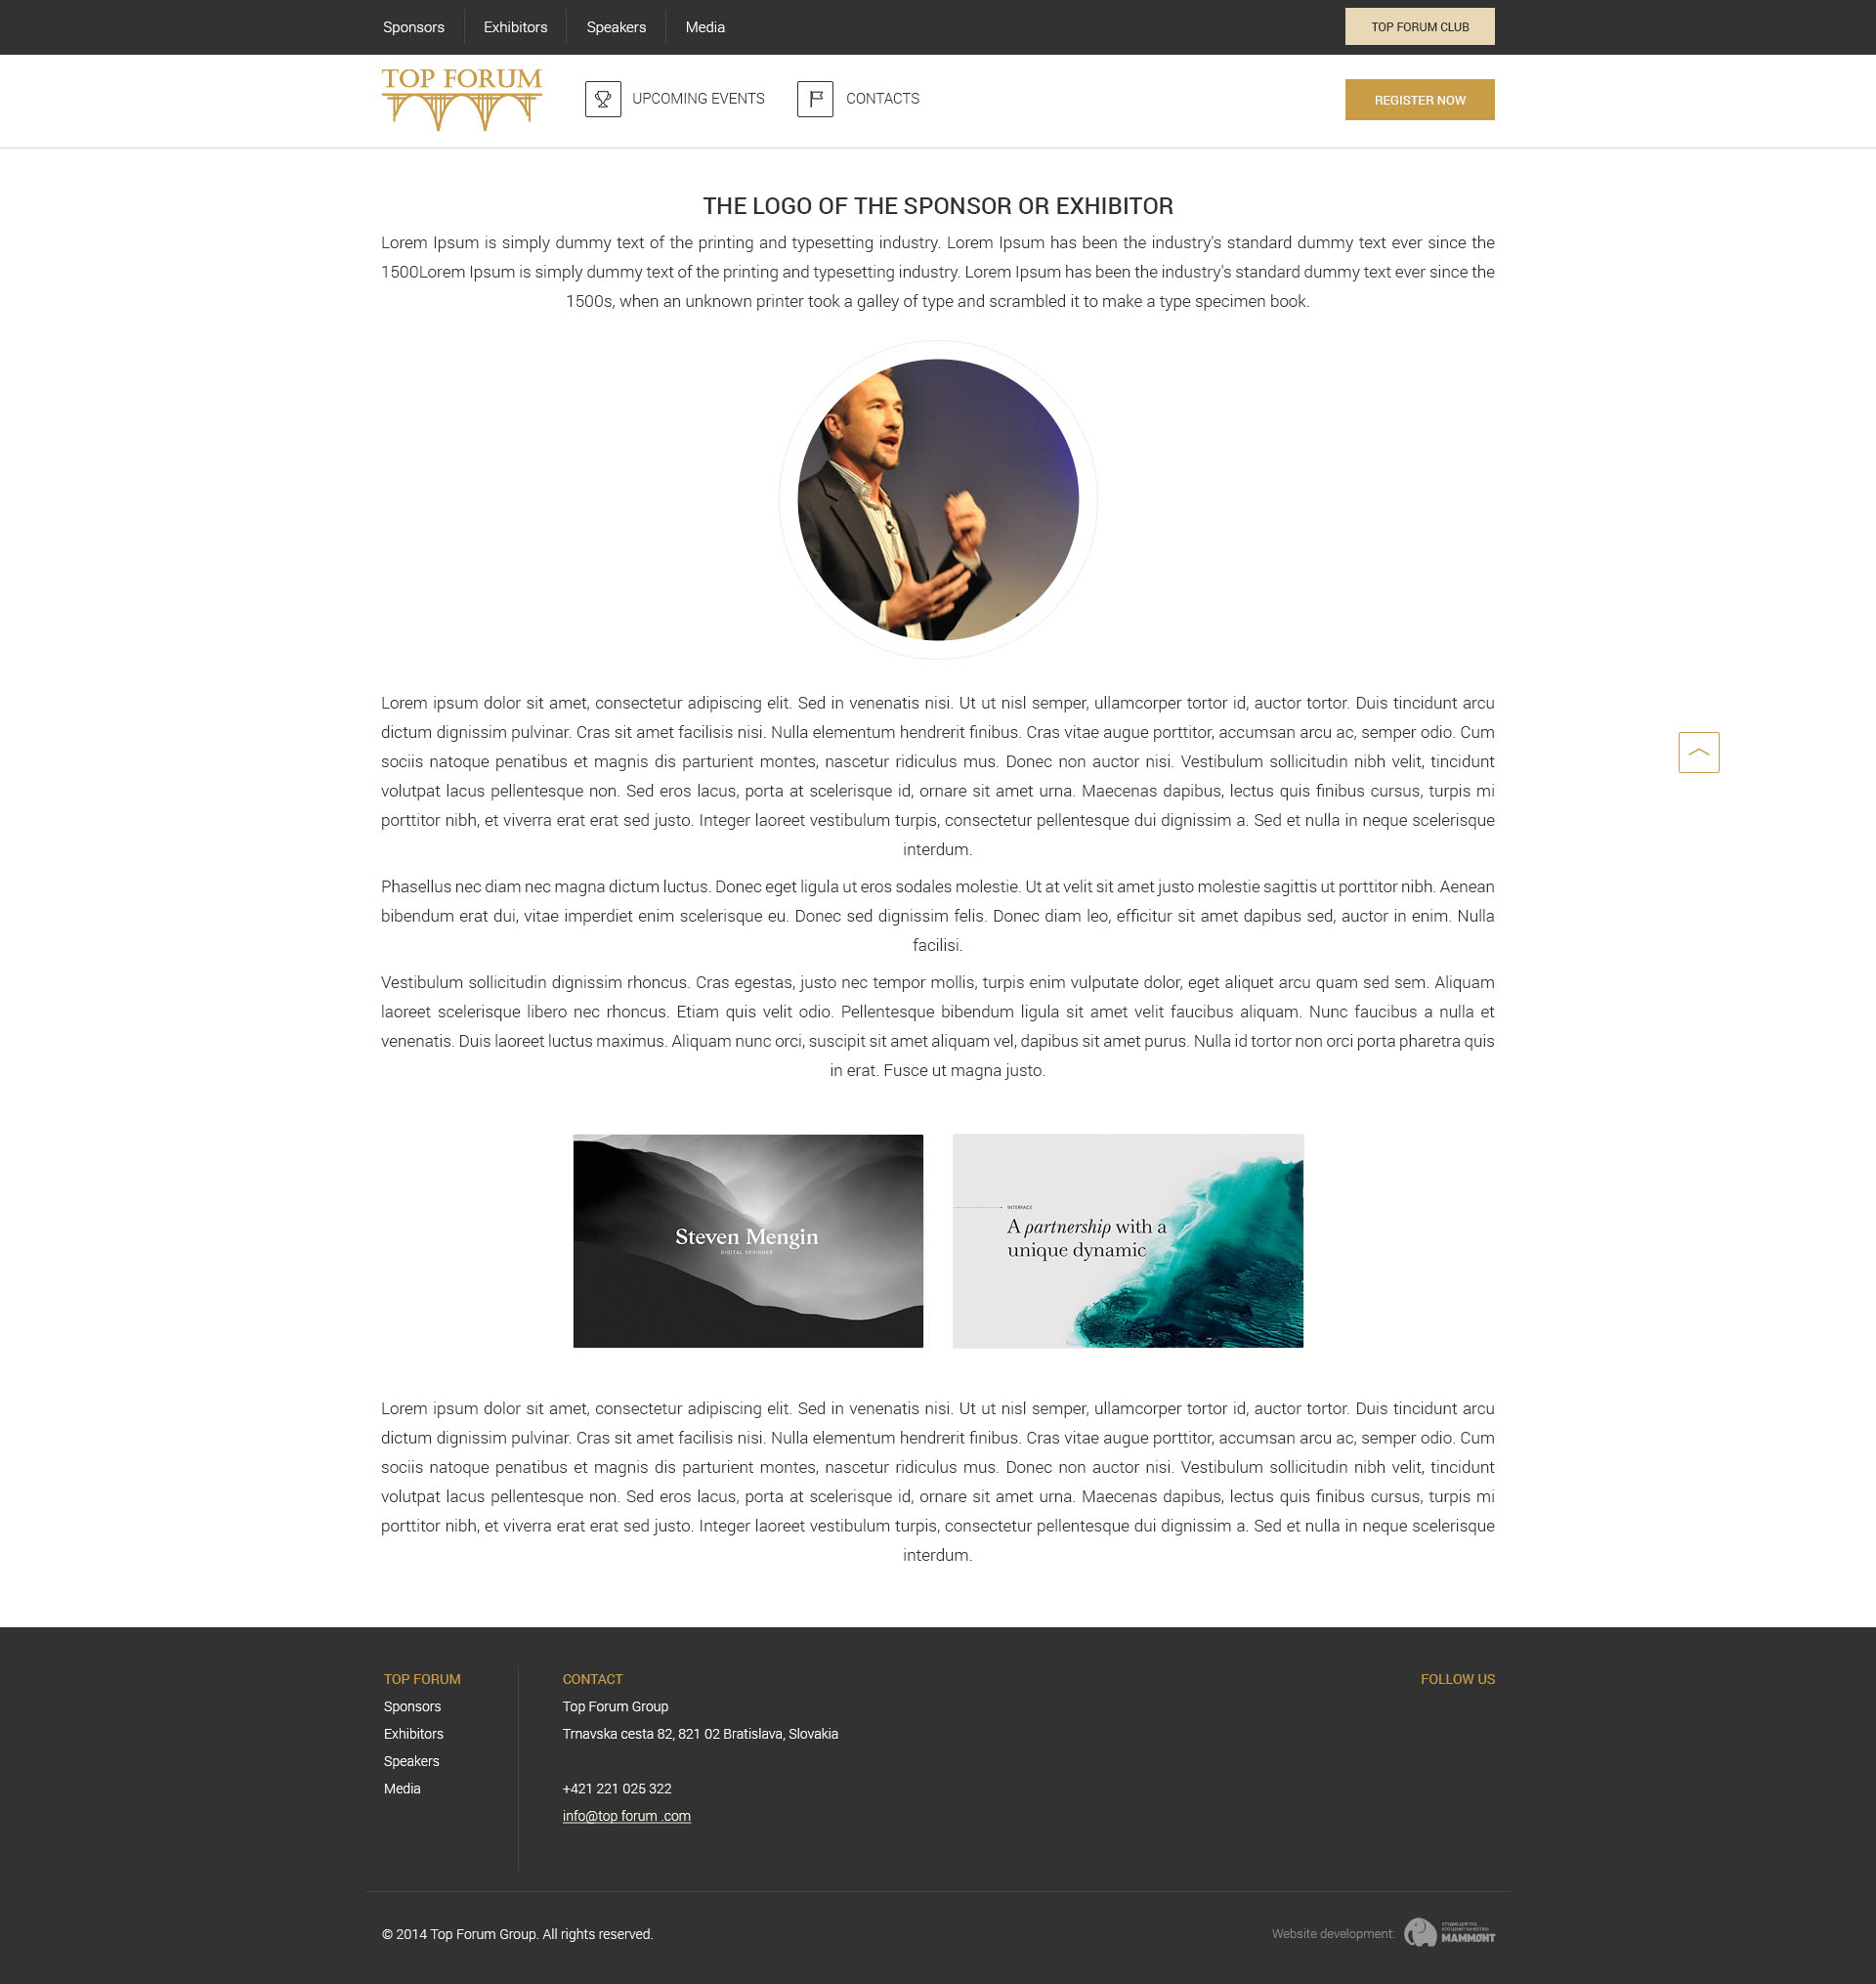 Sponsors
Exhibitors
Speakers
Media
TOP FORUM CLUB
TOP FORUM
UPCOMING EVENTS
CONTACTS
REGISTER NOW
THE LOGO OF THE SPONSOR OR EXHIBITOR
Lorem Ipsum is simply dummy text of the printing and typesetting industry. Lorem Ipsum has been the industry's standard dummy text ever since the
1500Lorem Ipsum is simply dummy text of the printing and typesetting industry. Lorem Ipsum has been the industry's standard dummy text ever since the
1500s, when an unknown printer took a galley of type and scrambled it to make a type specimen book.
Lorem ipsum dolor sit amet, consectetur adipiscing elit. Sed in venenatis nisi. Ut ut nisl semper, ullamcorper tortor id, auctor tortor. Duis tincidunt arcu
dictum dignissim pulvinar. Cras sit amet facilisis nisi. Nulla elementum hendrerit finibus. Cras vitae augue porttitor, accumsan arcu ac, semper odio. Cum
sociis natoque penatibus et magnis dis parturient montes, nascetur ridiculus mus. Donec non auctor nisi. Vestibulum sollicitudin nibh velit, tincidunt
volutpat lacus pellentesque non. Sed eros lacus, porta at scelerisque id, ornare sit amet urna. Maecenas dapibus, lectus quis finibus cursus, turpis mi
porttitor nibh, et viverra erat erat sed justo. Integer laoreet vestibulum turpis, consectetur pellentesque dui dignissim a. Sed et nulla in neque scelerisque
interdum.
Phasellus nec diam nec magna dictum luctus. Donec eget ligula ut eros sodales molestie. Ut at velit sit amet justo molestie sagittis ut porttitor nibh. Aenean
bibendum erat dui, vitae imperdiet enim scelerisque eu. Donec sed dignissim felis. Donec diam leo, efficitur sit amet dapibus sed, auctor in enim. Nulla
facilisi.
Vestibulum sollicitudin dignissim rhoncus. Cras egestas, justo nec tempor mollis, turpis enim vulputate dolor, eget aliquet arcu quam sed sem. Aliquam
laoreet scelerisque libero nec rhoncus. Etiam quis velit odio. Pellentesque bibendum ligula sit amet velit faucibus aliquam. Nunc faucibus a nulla et
venenatis. Duis laoreet luctus maximus. Aliquam nunc orci, suscipit sit amet aliquam vel, dapibus sit amet purus. Nulla id tortor non orci porta pharetra quis
in erat. Fusce ut magna justo.
Steven Mengin
DIGITAL DESIGNER
INTERFACE
A partnership with a
unique dynamic
Lorem ipsum dolor sit amet, consectetur adipiscing elit. Sed in venenatis nisi. Ut ut nisl semper, ullamcorper tortor id, auctor tortor. Duis tincidunt arcu
dictum dignissim pulvinar. Cras sit amet facilisis nisi. Nulla elementum hendrerit finibus. Cras vitae augue porttitor, accumsan arcu ac, semper odio. Cum
sociis natoque penatibus et magnis dis parturient montes, nascetur ridiculus mus. Donec non auctor nisi. Vestibulum sollicitudin nibh velit, tincidunt
volutpat lacus pellentesque non. Sed eros lacus, porta at scelerisque id, ornare sit amet urna. Maecenas dapibus, lectus quis finibus cursus, turpis mi
porttitor nibh, et viverra erat erat sed justo. Integer laoreet vestibulum turpis, consectetur pellentesque dui dignissim a. Sed et nulla in neque scelerisque
interdum.
TOP FORUM
Sponsors
Exhibitors
Speakers
Media
CONTACT
Top Forum Group
Trnavska cesta 82, 821 02 Bratislava, Slovakia
+421 221 025 322
info@top forum .com
FOLLOW US
© 2014 Top Forum Group. All rights reserved.
Website development:
МАММОНТ